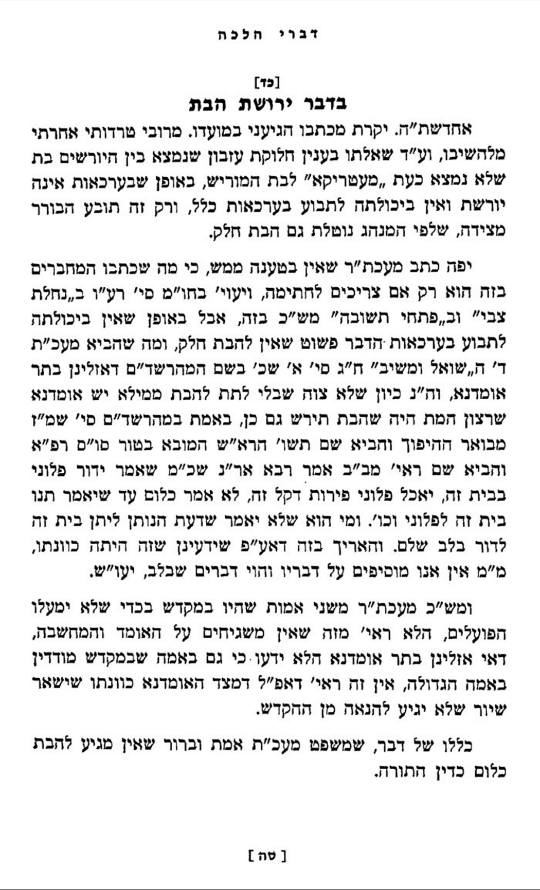 דברי הלכה
[כד]
בדבר ירושת הבת
אחדשת״ה. יקרת מכתבו הגיעני במועדו. מרובי טרדותי אחרתי
מלהשיבו, וע״ד שאלתו בענין חלוקת עזבון שנמצא בין היורשים בת
שלא נמצא כעת „מעטריקא״ לבת המוריש, באופן שבערכאות אינה
יורשת ואין ביכולתה לתבוע בערכאות כלל, ורק זה תובע הבורר
מצידה, שלפי המנהג נוטלת גם הבת חלק.
יפה כתב מעכת״ר שאין בטענה ממש, כי מה שכתבו המחברים
בזה הוא רק אם צריכים לחתימה, ויעוי׳ בחו״מ סי׳ רע״ו ב„נחלת
צבי״ וב„פתחי תשובה״ מש״כ בזה, אבל באופן שאין ביכולתה
לתבוע בערכאות הדבר פשוט שאין להבת חלק, ומה שהביא מעכ״ת
ד׳ ה„שואל ומשיב״ ח״ג סי׳ א׳ שכ׳ בשם המהרשד״ם דאזלינן בתר
אומדנא, וה״נ כיון שלא צוה שבלי לתת להבת ממילא יש אומדנא
שרצון המת היה שהבת תירש גם כן, באמת במהרשד״ם סי׳ שמ״ז
מבואר ההיפוך והביא שם תשו׳ הרא״ש המובא בטור סו״ס רפ״א
והביא שם ראי׳ מב״ב אמר רבא אר״נ שכ״מ שאמר ידור פלוני
בבית זה, יאכל פלוני פירות דקל זה, לא אמר כלום עד שיאמר תנו
בית זה לפלוני וכו׳. ומי הוא שלא יאמר שדעת הנותן ליתן בית זה
לדור בלב שלם. והאריך בזה דאע״פ שידעינן שזה היתה כוונתו,
מ״מ אין אנו מוסיפים על דבריו והוי דברים שבלב, יעו״ש.
ומש״כ מעכת״ר משני אמות שהיו במקדש בכדי שלא ימעלו
הפועלים, הלא ראי׳ מזה שאין משגיחים על האומד והמחשבה,
דאי אזלינן בתר אומדנא הלא ידעו כי גם באמה שבמקדש מודדין
באמה הגדולה, אין זה ראי׳ דאפ״ל דמצד האומדנא כוונתו שישאר
שיור שלא יגיע להנאה מן ההקדש.
כללו של דבר, שמשפט מעכ״ת אמת וברור שאין מגיע להבת
כלום כדין התורה.
[ שה ]